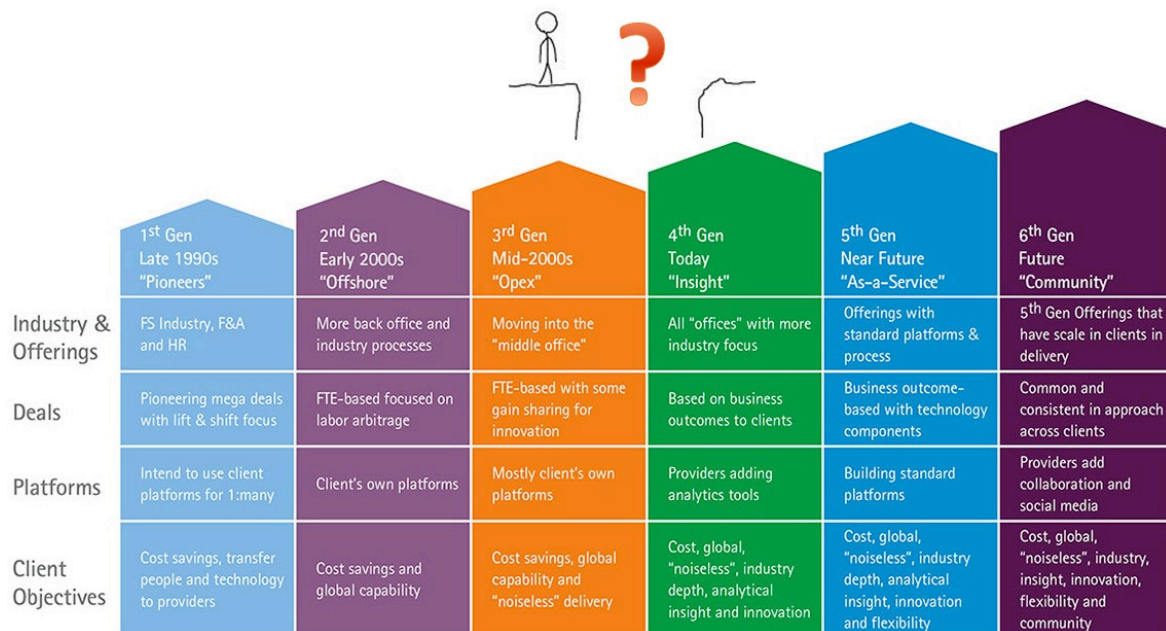 ?
1st Gen
Late 1990s
“Pioneers”
2nd Gen
Early 2000s
“Offshore”
3rd Gen
Mid-2000s
“Opex”
4th Gen
Today
“Insight”
5th Gen
Near Future
“As-a-Service”
6th Gen
Future
“Community”
Industry &
Offerings
FS Industry, F&A
and HR
More back office and
industry processes
Moving into the
“middle office”
All “offices” with more
industry focus
Offerings with
standard platforms &
process
5th Gen Offerings that
have scale in clients in
delivery
Deals
Pioneering mega deals
with lift & shift focus
FTE-based focused on
labor arbitrage
FTE-based with some
gain sharing for
innovation
Based on business
outcomes to clients
Business outcome-
based with technology
components
Common and
consistent in approach
across clients
Platforms
Intend to use client
platforms for 1:many
Client's own platforms
Mostly client's own
platforms
Providers adding
analytics tools
Building standard
platforms
Providers add
collaboration and
social media
Client
Objectives
Cost savings, transfer
people and technology
to providers
Cost savings and
global capability
Cost savings, global
capability and
“noiseless” delivery
Cost, global,
“noiseless”, industry
depth, analytical
insight and innovation
Cost, global,
“noiseless”, industry
depth, analytical
insight, innovation
and flexibility
Cost, global,
“noiseless”, industry,
insight, innovation,
flexibility and
community